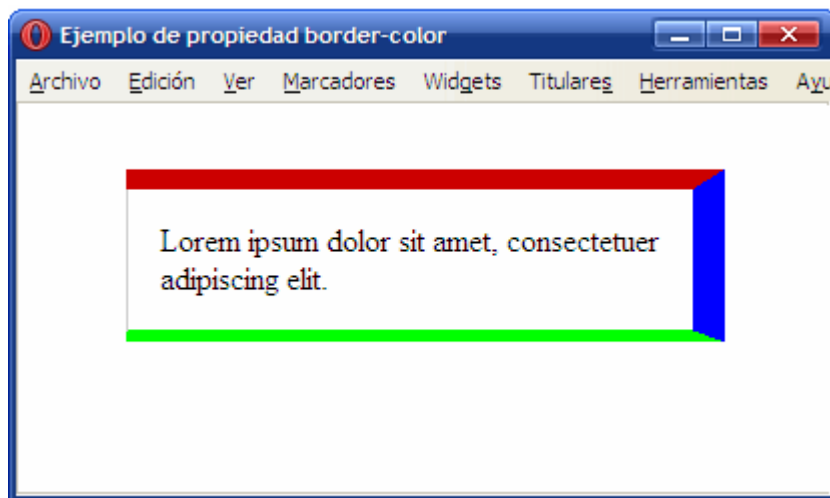 Ejemplo de propiedad border-color
Archivo Edición Ver Marcadores Widgets Titulares Herramientas Ayu
Lorem ipsum dolor sit amet, consectetuer
adipiscing elit.